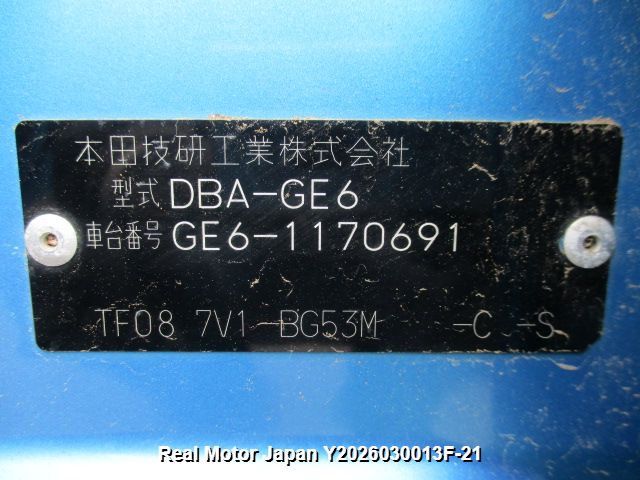 本田技研工業株式会社
型式 DBA-GE6
車台番号 GE6-1170691
TF08 7V1-BG53M -C -S
Real Motor Japan Y2026030013F-21